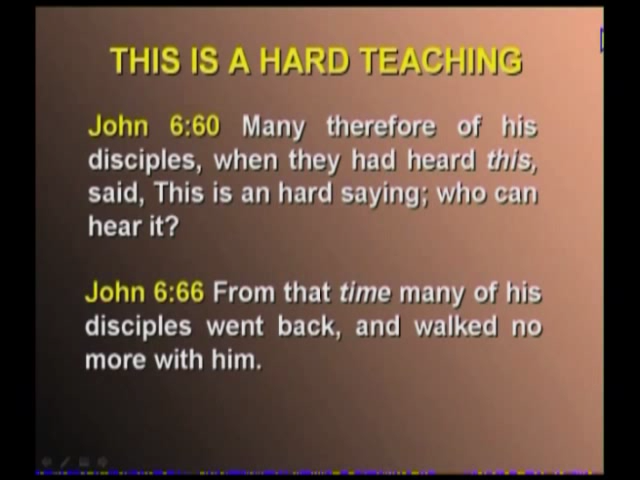 THIS IS A HARD TEACHING
John 6:60 Many therefore of his
disciples, when they had heard this,
said, This is an hard saying; who can
hear it?
John 6:66 From that time many of his
disciples went back, and walked no
more with him.